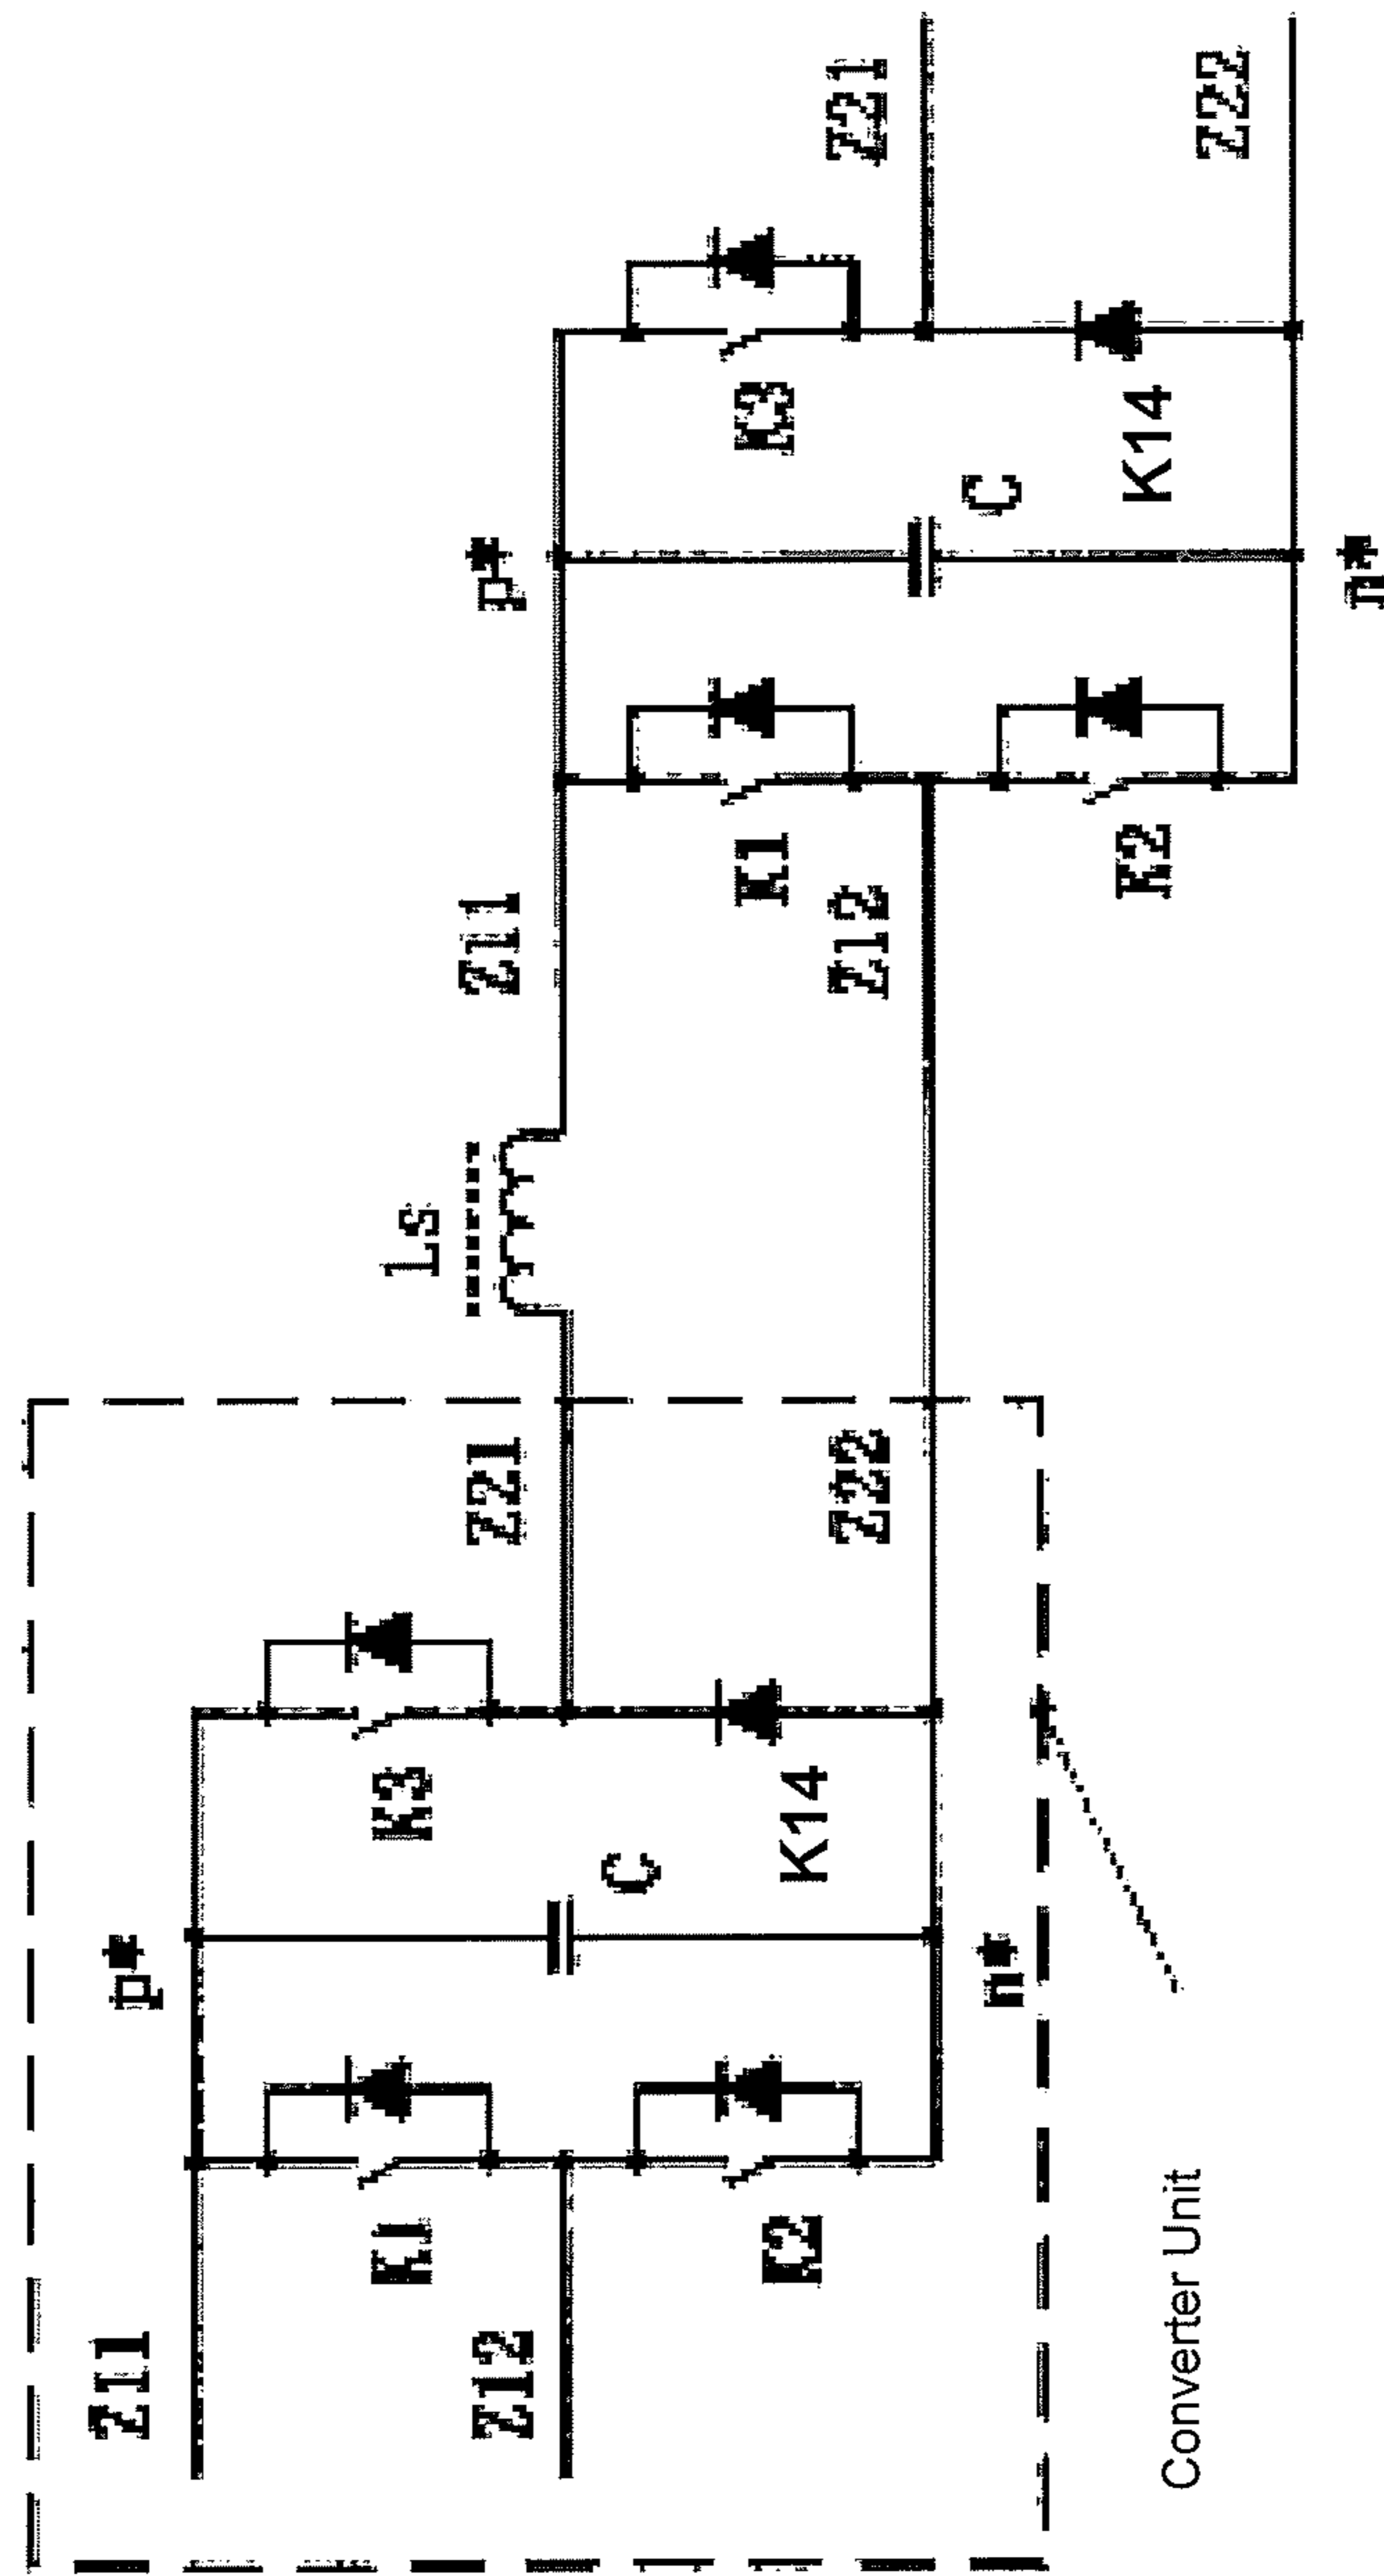 Z11
p*
K1
K3
Z12
C
K2
K14
n*
Z21
Z22
Ls
Z11
p*
K1
K3
Z12
C
Z21
K2
K14
Z22
n*
Converter Unit